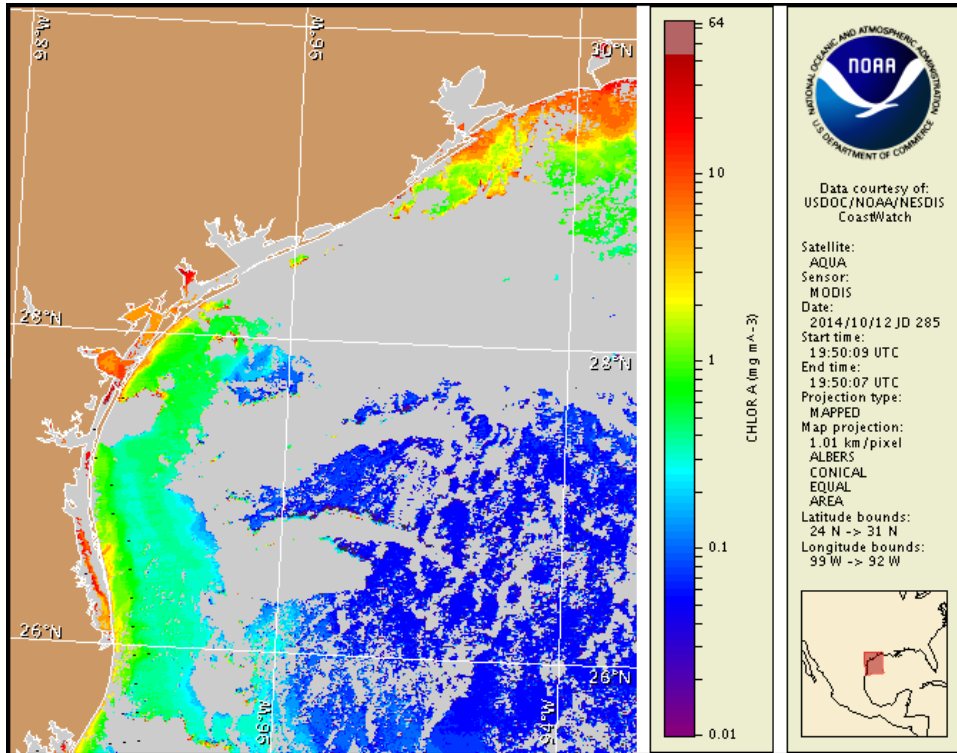 98°W
96°W
30°N
28°N
28°N
26°N
26°N
96°W
94°W
64
10
1
0.1
0.01
CHLOR A (mg m^-3)
NATIONAL OCEANIC AND ATMOSPHERIC ADMINISTRATION
NOAA
U.S. DEPARTMENT OF COMMERCE
Data courtesy of:
USDOC/NOAA/NESDIS
CoastWatch
Satellite:
AQUA
Sensor:
MODIS
Date:
2014/10/12 JD 285
Start time:
19:50:09 UTC
End time:
19:50:07 UTC
Projection type:
MAPPED
Map projection:
1.01 km/pixel
ALBERS
CONICAL
EQUAL
AREA
Latitude bounds:
24 N -> 31 N
Longitude bounds:
99 W -> 92 W